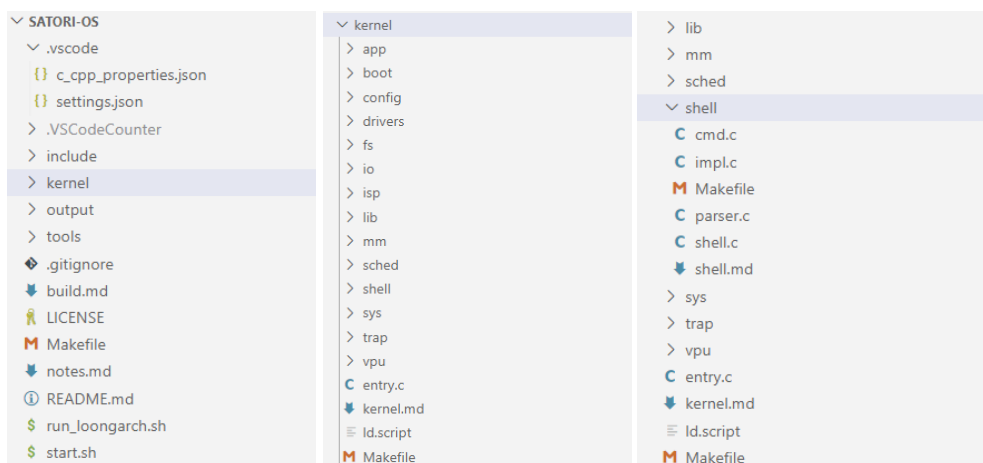 SATORI-OS
.vscode
{} c_cpp_properties.json
{} settings.json
.VSCodeCounter
include
kernel
output
tools
.gitignore
build.md
LICENSE
M Makefile
notes.md
README.md
$ run_loongarch.sh
$ start.sh
kernel
app
boot
config
drivers
fs
io
isp
lib
mm
sched
shell
sys
trap
vpu
C entry.c
kernel.md
ld.script
M Makefile
lib
mm
sched
shell
C cmd.c
C impl.c
M Makefile
C parser.c
C shell.c
shell.md
sys
trap
vpu
C entry.c
kernel.md
ld.script
M Makefile